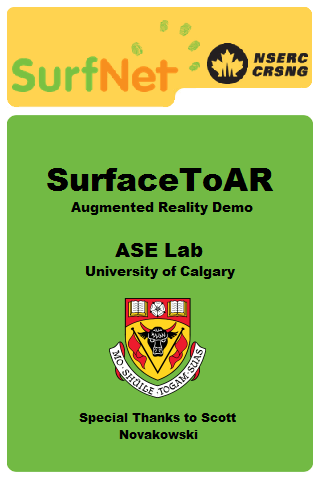 SurfNet
NSERC
CRSNG
SurfaceToAR
Augmented Reality Demo
ASE Lab
University of Calgary
MO · SHÙILE · TOGAM · SUAS
Special Thanks to Scott
Novakowski